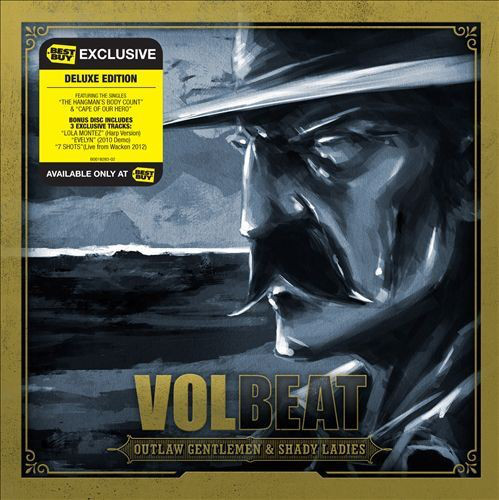 BEST BUY EXCLUSIVE
DELUXE EDITION
FEATURING THE SINGLES
"THE HANGMAN'S BODY COUNT"
& "CAPE OF OUR HERO"
BONUS DISC INCLUDES
3 EXCLUSIVE TRACKS:
"LOLA MONTEZ" (Harp Version)
"EVELYN" (2010 Demo)
"7 SHOTS"(Live from Wacken 2012)
B0018283-02
AVAILABLE ONLY AT BEST BUY
VOLBEAT
OUTLAW GENTLEMEN & SHADY LADIES